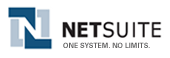 NETSUITE
ONE SYSTEM. NO LIMITS.